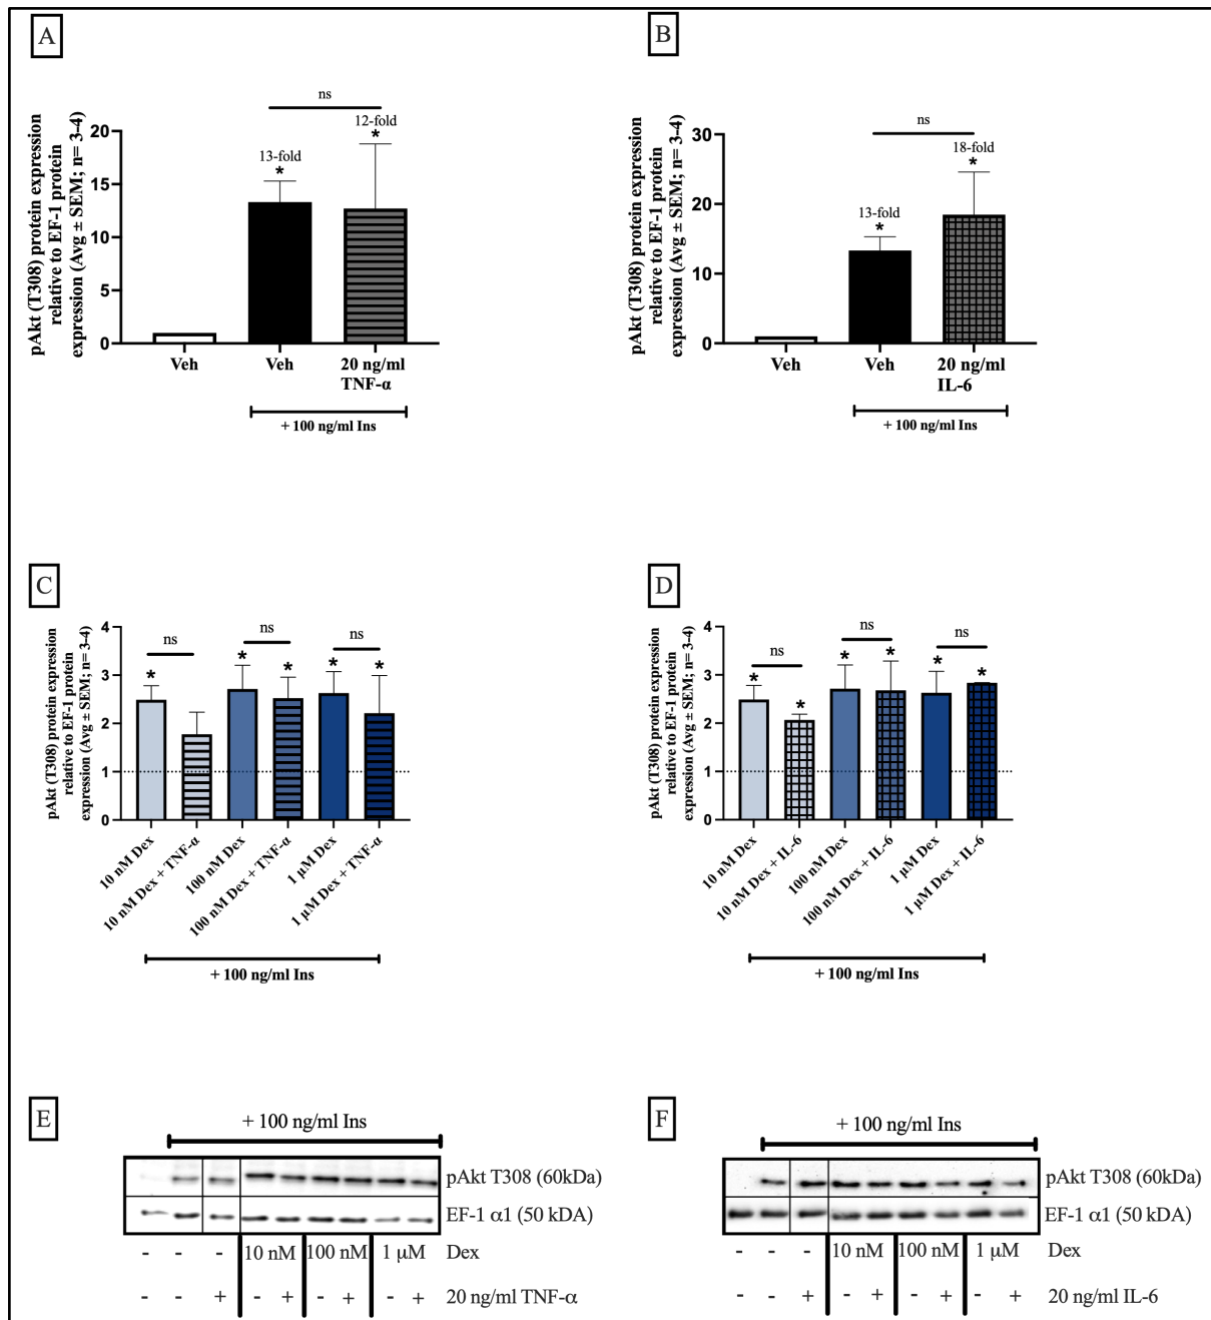 A
pAkt (T308) protein expression
relative to EF-1 protein
expression (Avg ± SEM; n= 3-4)
20
15
10
5
0
ns
13-fold
*
12-fold
*
Veh
Veh
20 ng/ml
TNF-α
+ 100 ng/ml Ins
B
pAkt (T308) protein expression
relative to EF-1 protein
expression (Avg ± SEM; n= 3-4)
30
20
10
0
ns
13-fold
*
18-fold
*
Veh
Veh
20 ng/ml
IL-6
+ 100 ng/ml Ins
C
pAkt (T308) protein expression
relative to EF-1 protein
expression (Avg ± SEM; n= 3-4)
4
3
2
1
0
ns
ns
ns
*
*
*
*
*
10 nM Dex
10 nM Dex + TNF-α
100 nM Dex
100 nM Dex + TNF-α
1 μM Dex
1 μM Dex + TNF-α
+ 100 ng/ml Ins
D
pAkt (T308) protein expression
relative to EF-1 protein
expression (Avg ± SEM; n= 3-4)
4
3
2
1
0
ns
ns
ns
*
*
*
*
*
*
10 nM Dex
10 nM Dex + IL-6
100 nM Dex
100 nM Dex + IL-6
1 μM Dex
1 μM Dex + IL-6
+ 100 ng/ml Ins
E
+ 100 ng/ml Ins
pAkt T308 (60kDa)
EF-1 α1 (50 kDA)
- - - 10 nM 100 nM 1 μM Dex
- - + - + - + - + 20 ng/ml TNF-α
F
+ 100 ng/ml Ins
pAkt T308 (60kDa)
EF-1 α1 (50 kDA)
- - - 10 nM 100 nM 1 μM Dex
- - + - + - + - + 20 ng/ml IL-6